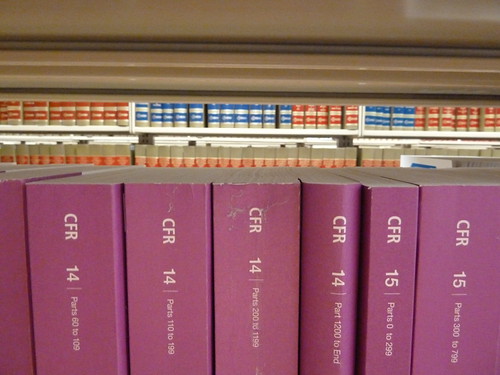 CFR 14 Parts 60 to 109
CFR 14 Parts 110 to 199
CFR 14 Parts 200 to 1199
CFR 14 Part 1200 to End
CFR 15 Parts 0 to 299
CFR 15 Parts 300 to 799